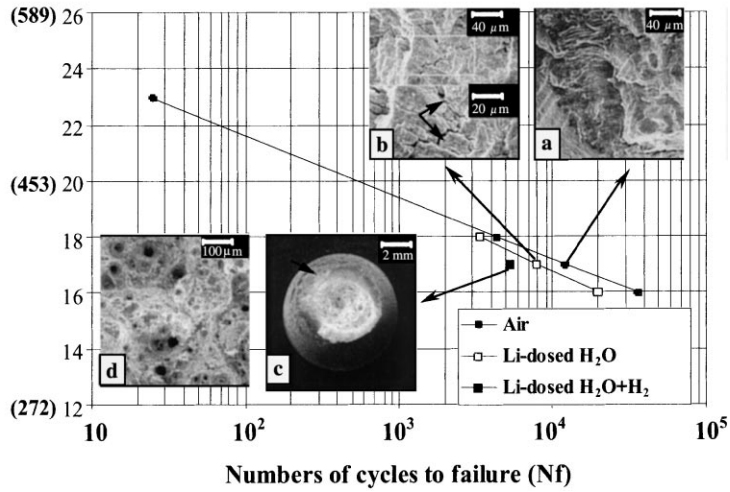 (589) 26
24
22
(453) 20
18
16
14
(272) 12
10 10² 10³ 10⁴ 10⁵
Numbers of cycles to failure (Nf)
40 µm
20 µm
b
40 µm
a
100µm
d
2 mm
c
Air
Li-dosed H₂O
Li-dosed H₂O+H₂